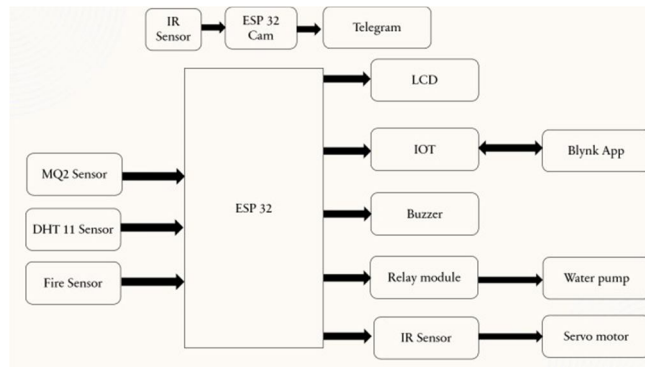 IR
Sensor
ESP 32
Cam
Telegram
LCD
MQ2 Sensor
DHT 11 Sensor
Fire Sensor
ESP 32
IOT
Blynk App
Buzzer
Relay module
Water pump
IR Sensor
Servo motor